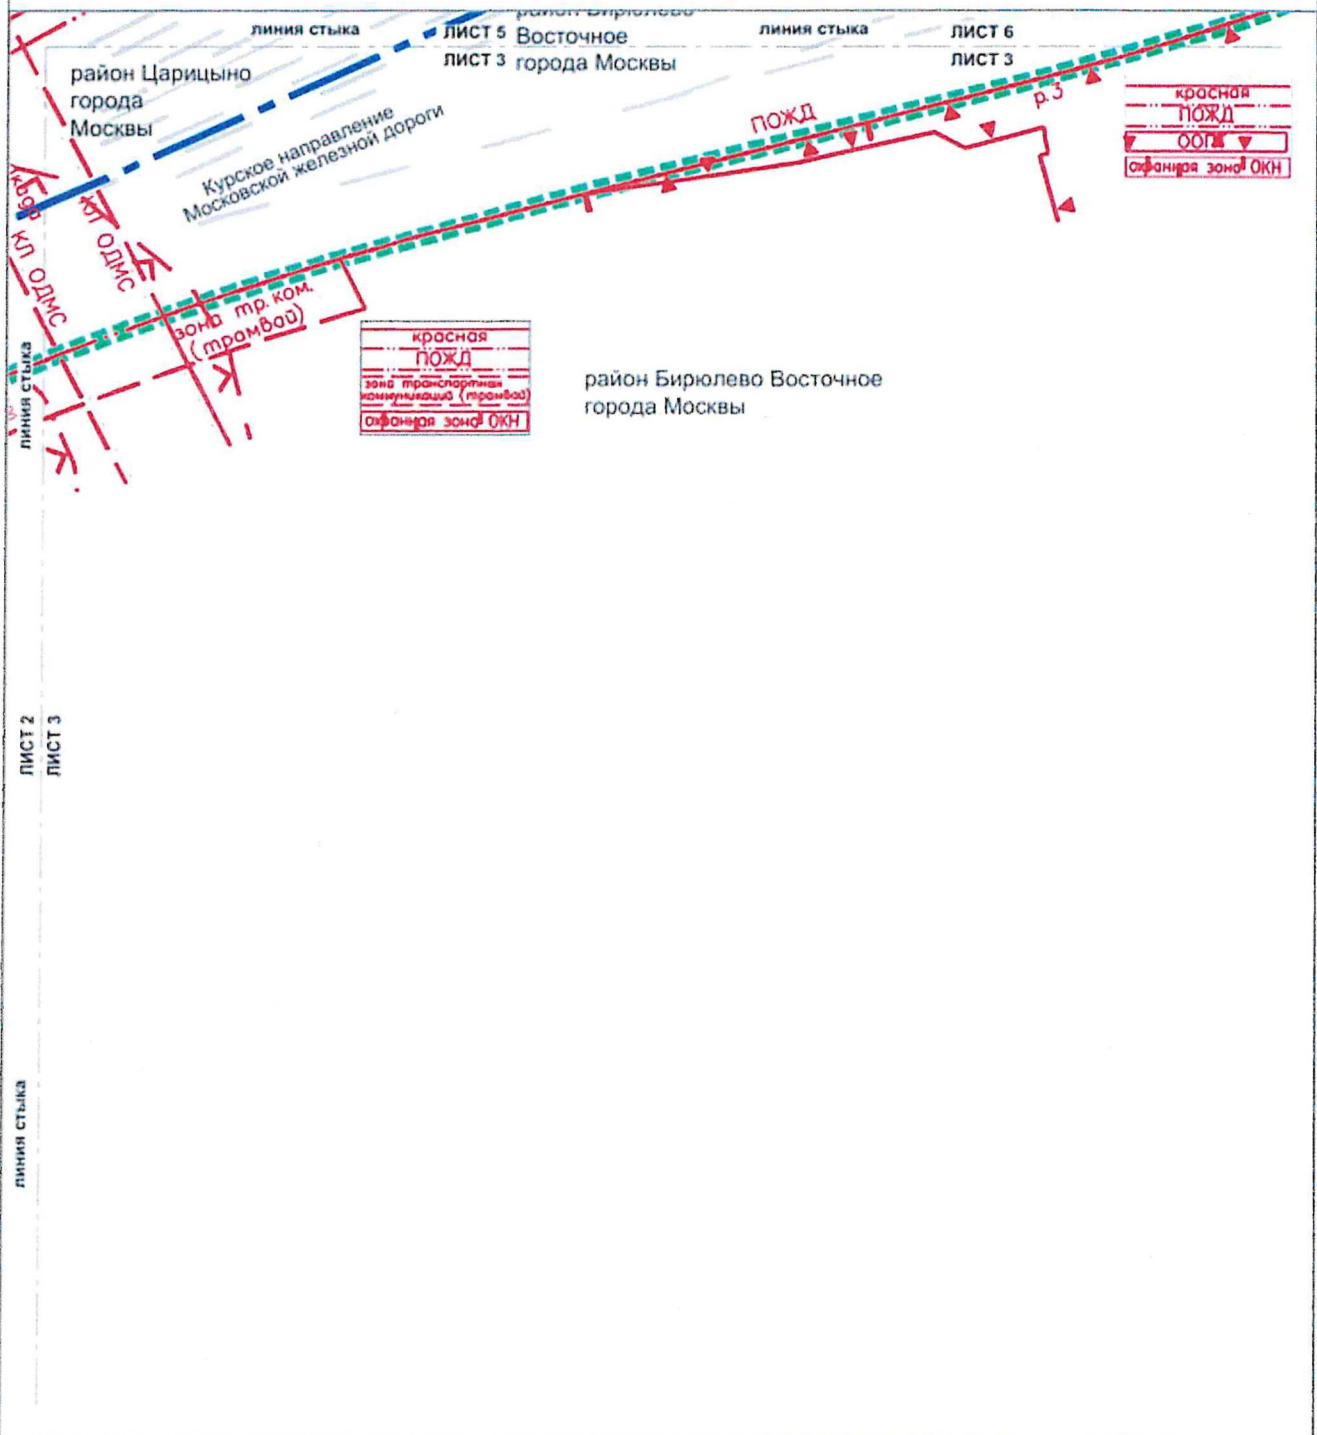 линия стыка
ЛИСТ 5
ЛИСТ 3
район Бирюлево
Восточное
города Москвы
линия стыка
ЛИСТ 6
ЛИСТ 3
район Царицыно
города
Москвы
Курское направление
Московской железной дороги
ПОЖД
р.3
красная
ПОЖД
охранная зона ОКН
КЛ ОДМС
КЛ ОДМС
зона тр. ком.
(трамвай)
красная
ПОЖД
зона транспортная
коммуникаций (трамвай)
охранная зона ОКН
район Бирюлево Восточное
города Москвы
линия стыка
ЛИСТ 2
ЛИСТ 3
линия стыка